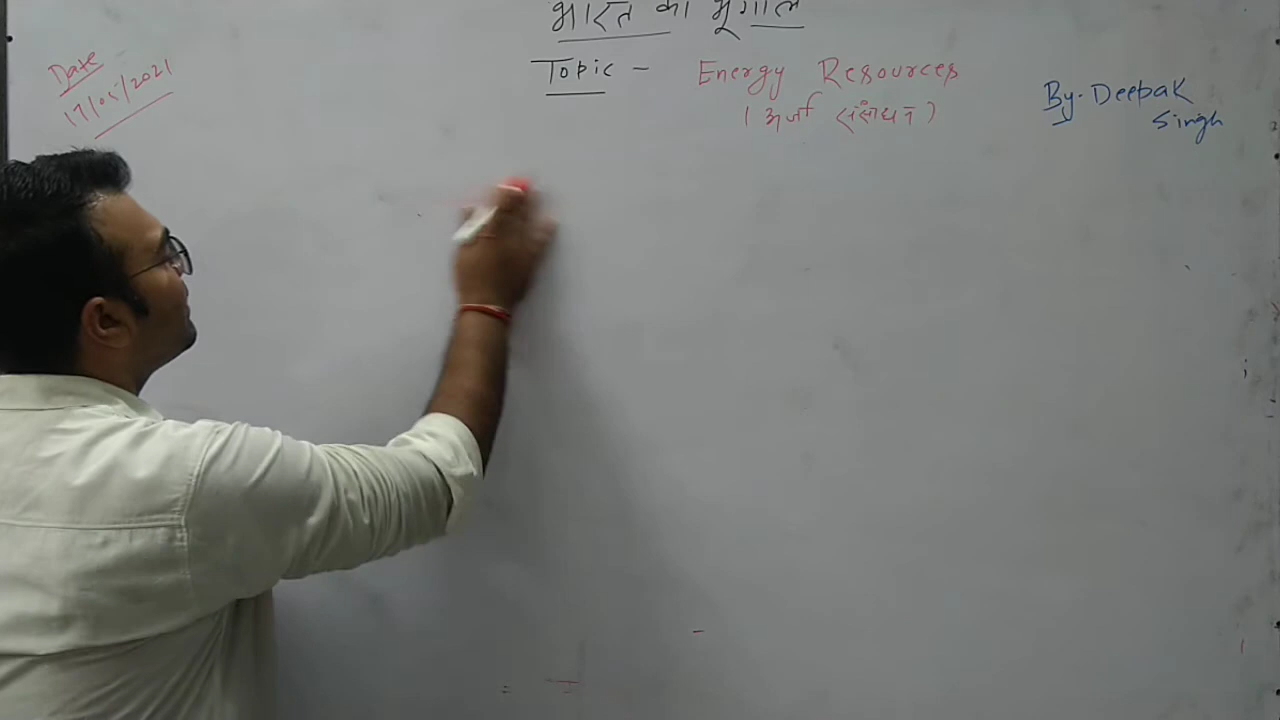 भारत का भूगोल
Date
17/05/2021
Topic - Energy Resources
(ऊर्जा संसाधन)
By. Deepak
Singh